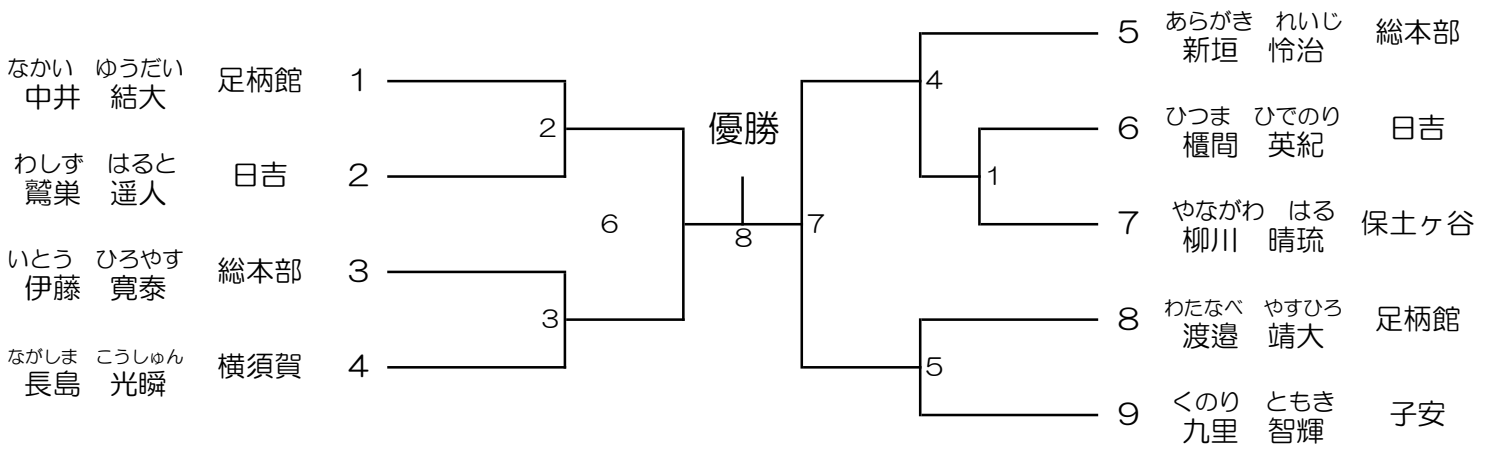 なかい　ゆうだい
中井　結大　足柄館　1
わしず　はると
鷲巣　遥人　日吉　2
いとう　ひろやす
伊藤　寛泰　総本部　3
ながしま　こうしゅん
長島　光瞬　横須賀　4
2
6
3
優勝
8
7
4
1
5
あらがき　れいじ
5　新垣　怜治　総本部
ひつま　ひでのり
6　櫃間　英紀　日吉
やながわ　はる
7　柳川　晴琉　保土ヶ谷
わたなべ　やすひろ
8　渡邉　靖大　足柄館
くのり　ともき
9　九里　智輝　子安